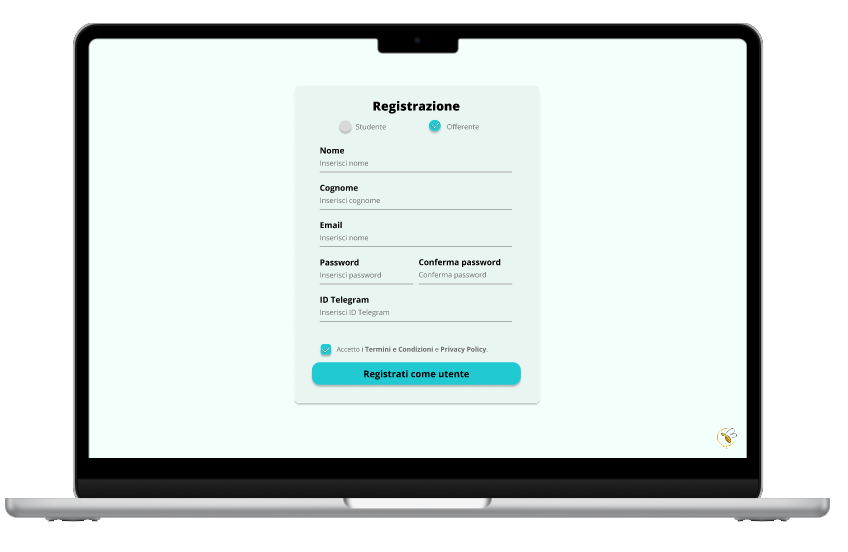 Registrazione
Studente Offerente
Nome
Inserisci nome
Cognome
Inserisci cognome
Email
Inserisci nome
Password Conferma password
Inserisci password Conferma password
ID Telegram
Inserisci ID Telegram
Accetto i Termini e Condizioni e Privacy Policy.
Registrati come utente